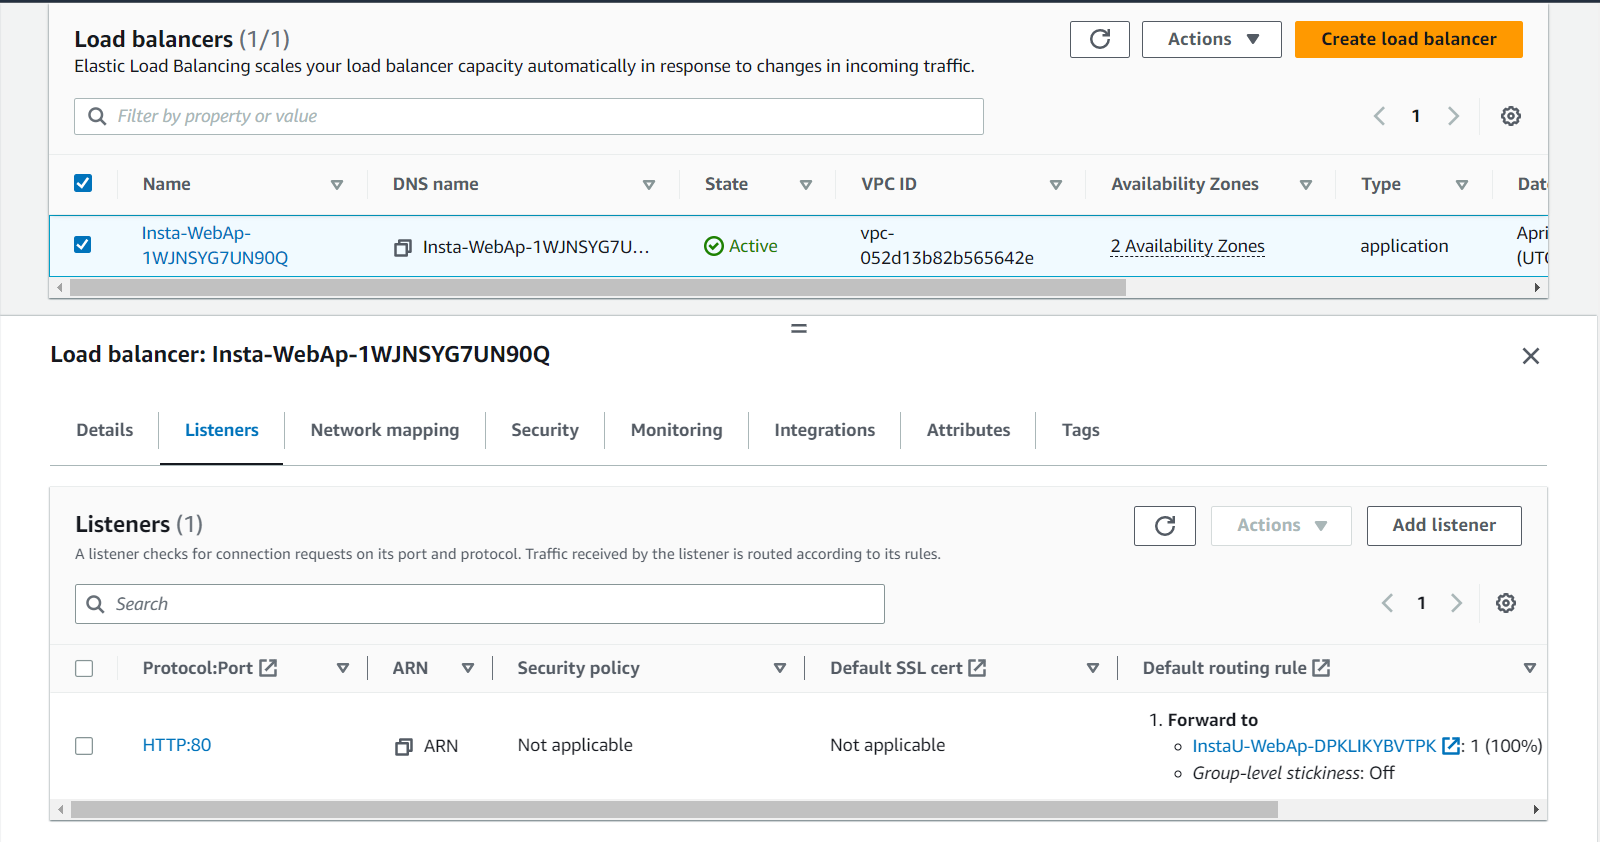 Load balancers (1/1)
Actions
Create load balancer
Elastic Load Balancing scales your load balancer capacity automatically in response to changes in incoming traffic.
Filter by property or value
1
Name
DNS name
State
VPC ID
Availability Zones
Type
Dat
Insta-WebAp-
1WJNSYG7UN90Q
Insta-WebAp-1WJNSYG7U...
Active
vpc-
052d13b82b565642e
2 Availability Zones
application
Apri
(UTC
Load balancer: Insta-WebAp-1WJNSYG7UN90Q
Details
Listeners
Network mapping
Security
Monitoring
Integrations
Attributes
Tags
Listeners (1)
Actions
Add listener
A listener checks for connection requests on its port and protocol. Traffic received by the listener is routed according to its rules.
Search
1
Protocol:Port
ARN
Security policy
Default SSL cert
Default routing rule
HTTP:80
ARN
Not applicable
Not applicable
1. Forward to
InstaU-WebAp-DPKLIKYBVTPK : 1 (100%)
Group-level stickiness: Off